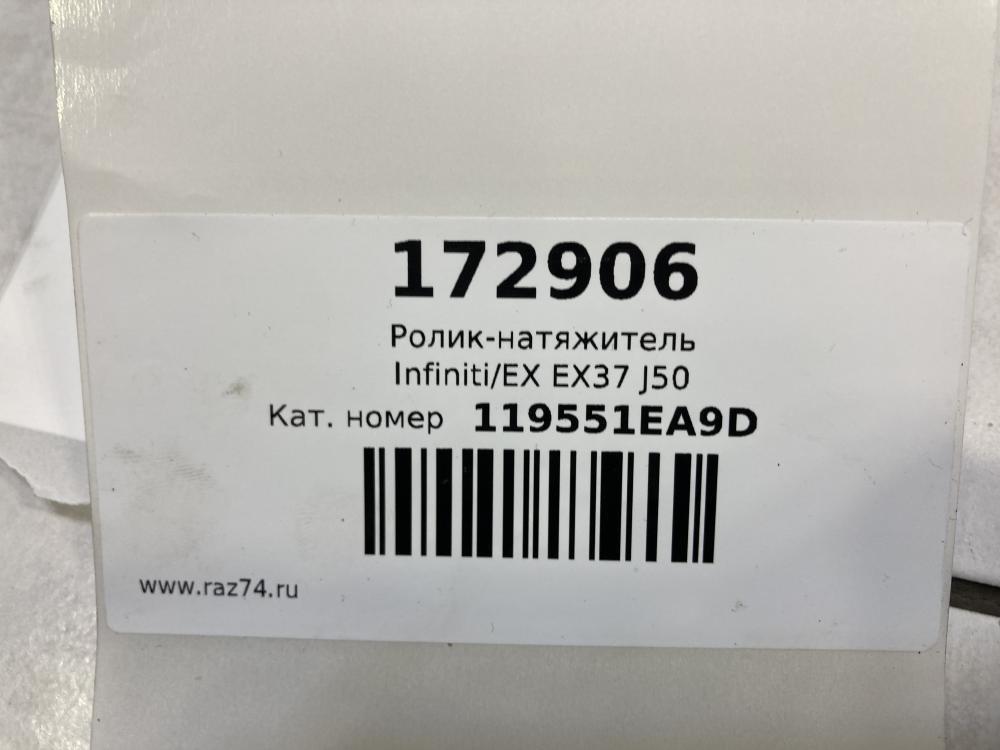 172906
Ролик-натяжитель
Infiniti/EX EX37 J50
Кат. номер 119551EA9D
www.raz74.ru